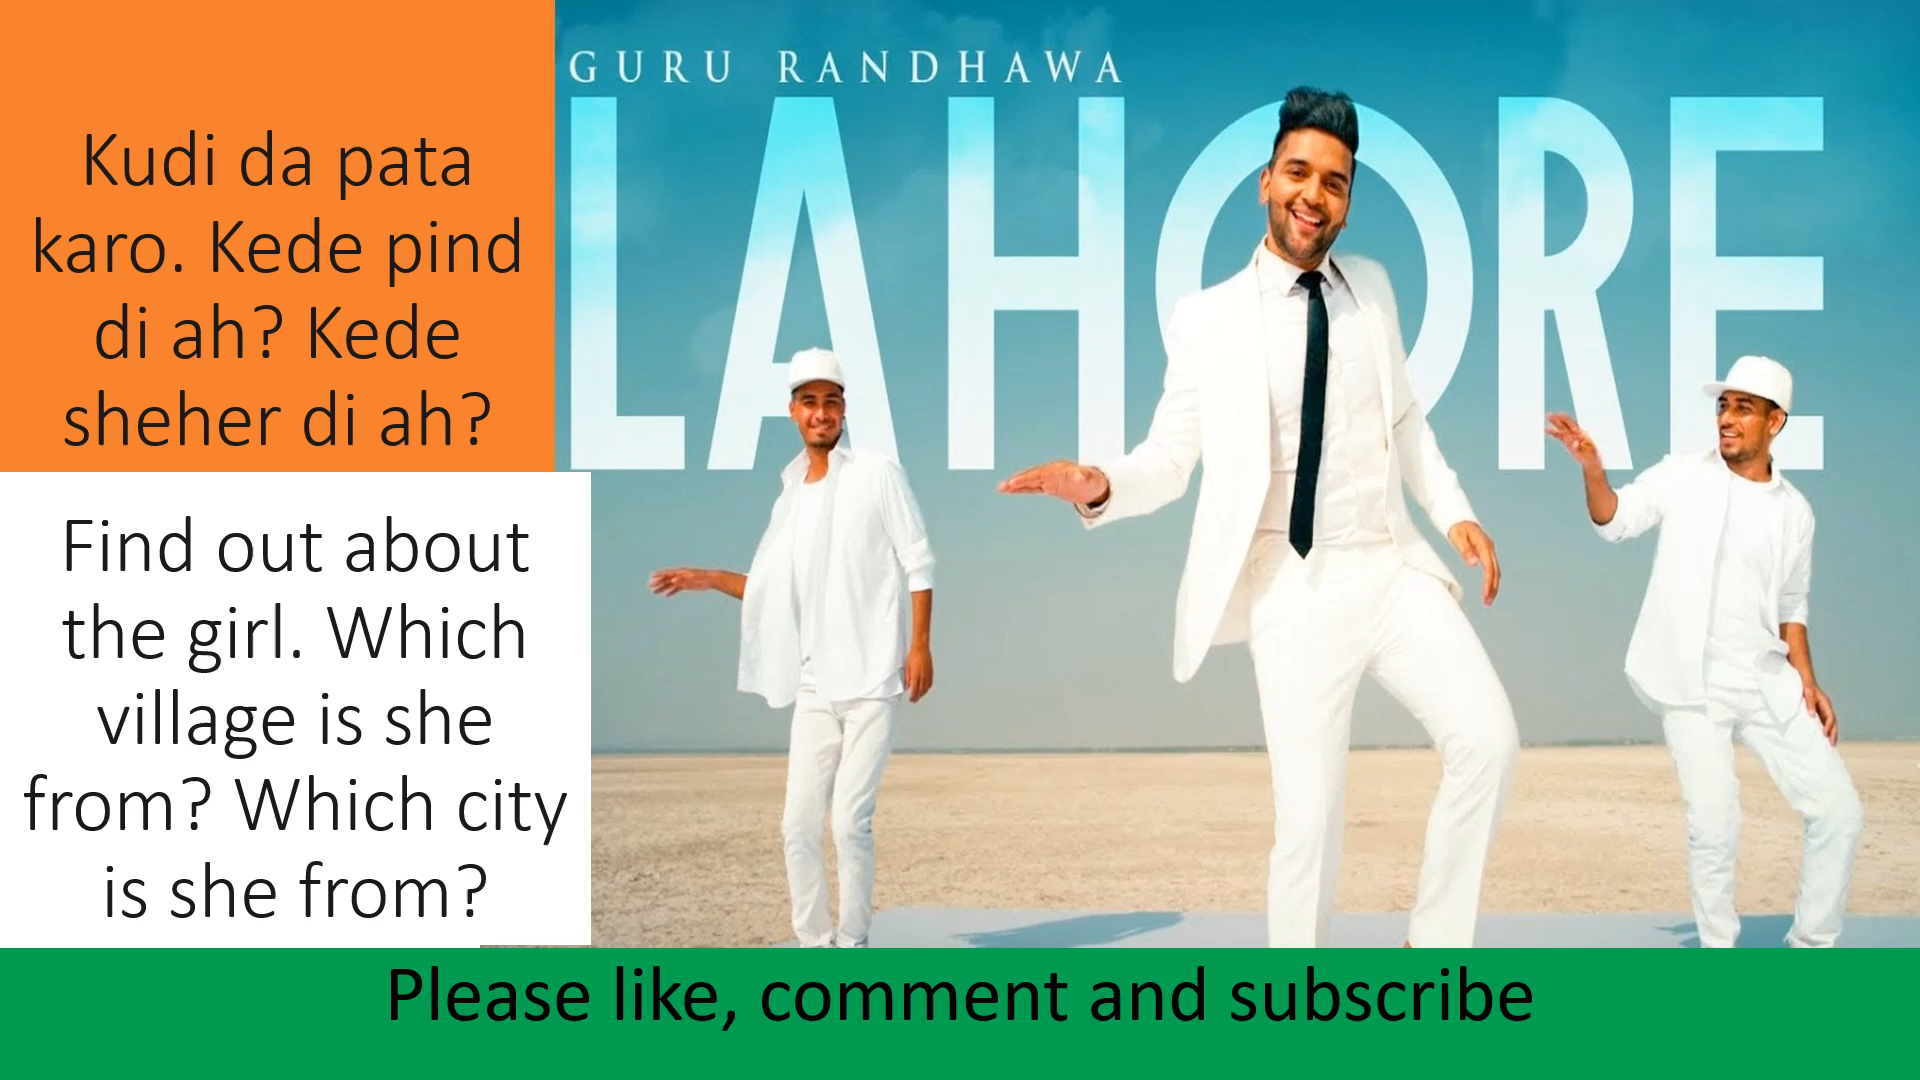 Kudi da pata
karo. Kede pind
di ah? Kede
sheher di ah?
Find out about
the girl. Which
village is she
from? Which city
is she from?
GURU RANDHAWA
LAHORE
Please like, comment and subscribe